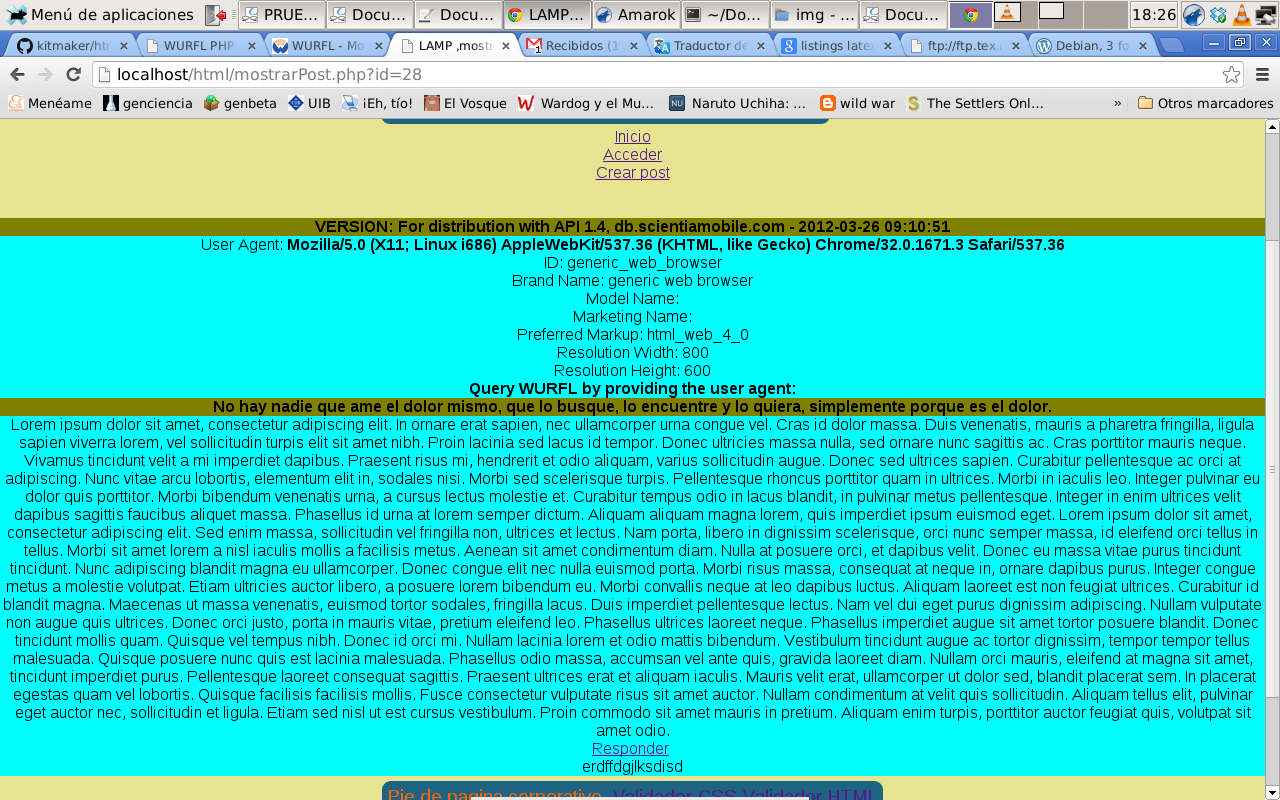 Menú de aplicaciones PRUE... Docu... Docu... LAMP... Amarok ~/Do... img - ... Docu... 18:26
kitmaker/ht WURFL PHP WURFL - Mo LAMP ,most Recibidos (1 Traductor de listings late ftp://ftp.tex. Debian, 3 fo
localhost/html/mostrarPost.php?id=28
Menéame genciencia genbeta UIB ¡Eh, tío! El Vosque Wardog y el Mu... Naruto Uchiha: ... wild war The Settlers Onl... » Otros marcadores
Inicio
Acceder
Crear post
VERSION: For distribution with API 1.4, db.scientiamobile.com - 2012-03-26 09:10:51
User Agent: Mozilla/5.0 (X11; Linux i686) AppleWebKit/537.36 (KHTML, like Gecko) Chrome/32.0.1671.3 Safari/537.36
ID: generic_web_browser
Brand Name: generic web browser
Model Name:
Marketing Name:
Preferred Markup: html_web_4_0
Resolution Width: 800
Resolution Height: 600
Query WURFL by providing the user agent:
No hay nadie que ame el dolor mismo, que lo busque, lo encuentre y lo quiera, simplemente porque es el dolor.
Lorem ipsum dolor sit amet, consectetur adipiscing elit. In ornare erat sapien, nec ullamcorper urna congue vel. Cras id dolor massa. Duis venenatis, mauris a pharetra fringilla, ligula
sapien viverra lorem, vel sollicitudin turpis elit sit amet nibh. Proin lacinia sed lacus id tempor. Donec ultricies massa nulla, sed ornare nunc sagittis ac. Cras porttitor mauris neque.
Vivamus tincidunt velit a mi imperdiet dapibus. Praesent risus mi, hendrerit et odio aliquam, varius sollicitudin augue. Donec sed ultrices sapien. Curabitur pellentesque ac orci at
adipiscing. Nunc vitae arcu lobortis, elementum elit in, sodales nisi. Morbi sed scelerisque turpis. Pellentesque rhoncus porttitor quam in ultrices. Morbi in iaculis leo. Integer pulvinar eu
dolor quis porttitor. Morbi bibendum venenatis urna, a cursus lectus molestie et. Curabitur tempus odio in lacus blandit, in pulvinar metus pellentesque. Integer in enim ultrices velit
dapibus sagittis faucibus aliquet massa. Phasellus id urna at lorem semper dictum. Aliquam aliquam magna lorem, quis imperdiet ipsum euismod eget. Lorem ipsum dolor sit amet,
consectetur adipiscing elit. Sed enim massa, sollicitudin vel fringilla non, ultrices et lectus. Nam porta, libero in dignissim scelerisque, orci nunc semper massa, id eleifend orci tellus in
tellus. Morbi sit amet lorem a nisl iaculis mollis a facilisis metus. Aenean sit amet condimentum diam. Nulla at posuere orci, et dapibus velit. Donec eu massa vitae purus tincidunt
tincidunt. Nunc adipiscing blandit magna eu ullamcorper. Donec congue elit nec nulla euismod porta. Morbi risus massa, consequat at neque in, ornare dapibus purus. Integer congue
metus a molestie volutpat. Etiam ultricies auctor libero, a posuere lorem bibendum eu. Morbi convallis neque at leo dapibus luctus. Aliquam laoreet est non feugiat ultrices. Curabitur id
blandit magna. Maecenas ut massa venenatis, euismod tortor sodales, fringilla lacus. Duis imperdiet pellentesque lectus. Nam vel dui eget purus dignissim adipiscing. Nullam vulputate
non augue quis ultrices. Donec orci justo, porta in mauris vitae, pretium eleifend leo. Phasellus ultrices laoreet neque. Phasellus imperdiet augue sit amet tortor posuere blandit. Donec
tincidunt mollis quam. Quisque vel tempus nibh. Donec id orci mi. Nullam lacinia lorem et odio mattis bibendum. Vestibulum tincidunt augue ac tortor dignissim, tempor tempor tellus
malesuada. Quisque posuere nunc quis est lacinia malesuada. Phasellus odio massa, accumsan vel ante quis, gravida laoreet diam. Nullam orci mauris, eleifend at magna sit amet,
tincidunt imperdiet purus. Pellentesque laoreet consequat sagittis. Praesent ultrices erat et aliquam iaculis. Mauris velit erat, ullamcorper ut dolor sed, blandit placerat sem. In placerat
egestas quam vel lobortis. Quisque facilisis facilisis mollis. Fusce consectetur vulputate risus sit amet auctor. Nullam condimentum at velit quis sollicitudin. Aliquam tellus elit, pulvinar
eget auctor nec, sollicitudin et ligula. Etiam sed nisl ut est cursus vestibulum. Proin commodo sit amet mauris in pretium. Aliquam enim turpis, porttitor auctor feugiat quis, volutpat sit
amet odio.
Responder
erdffdgjlksdisd
Pie de pagina corporativo. Validador CSS Validador HTML